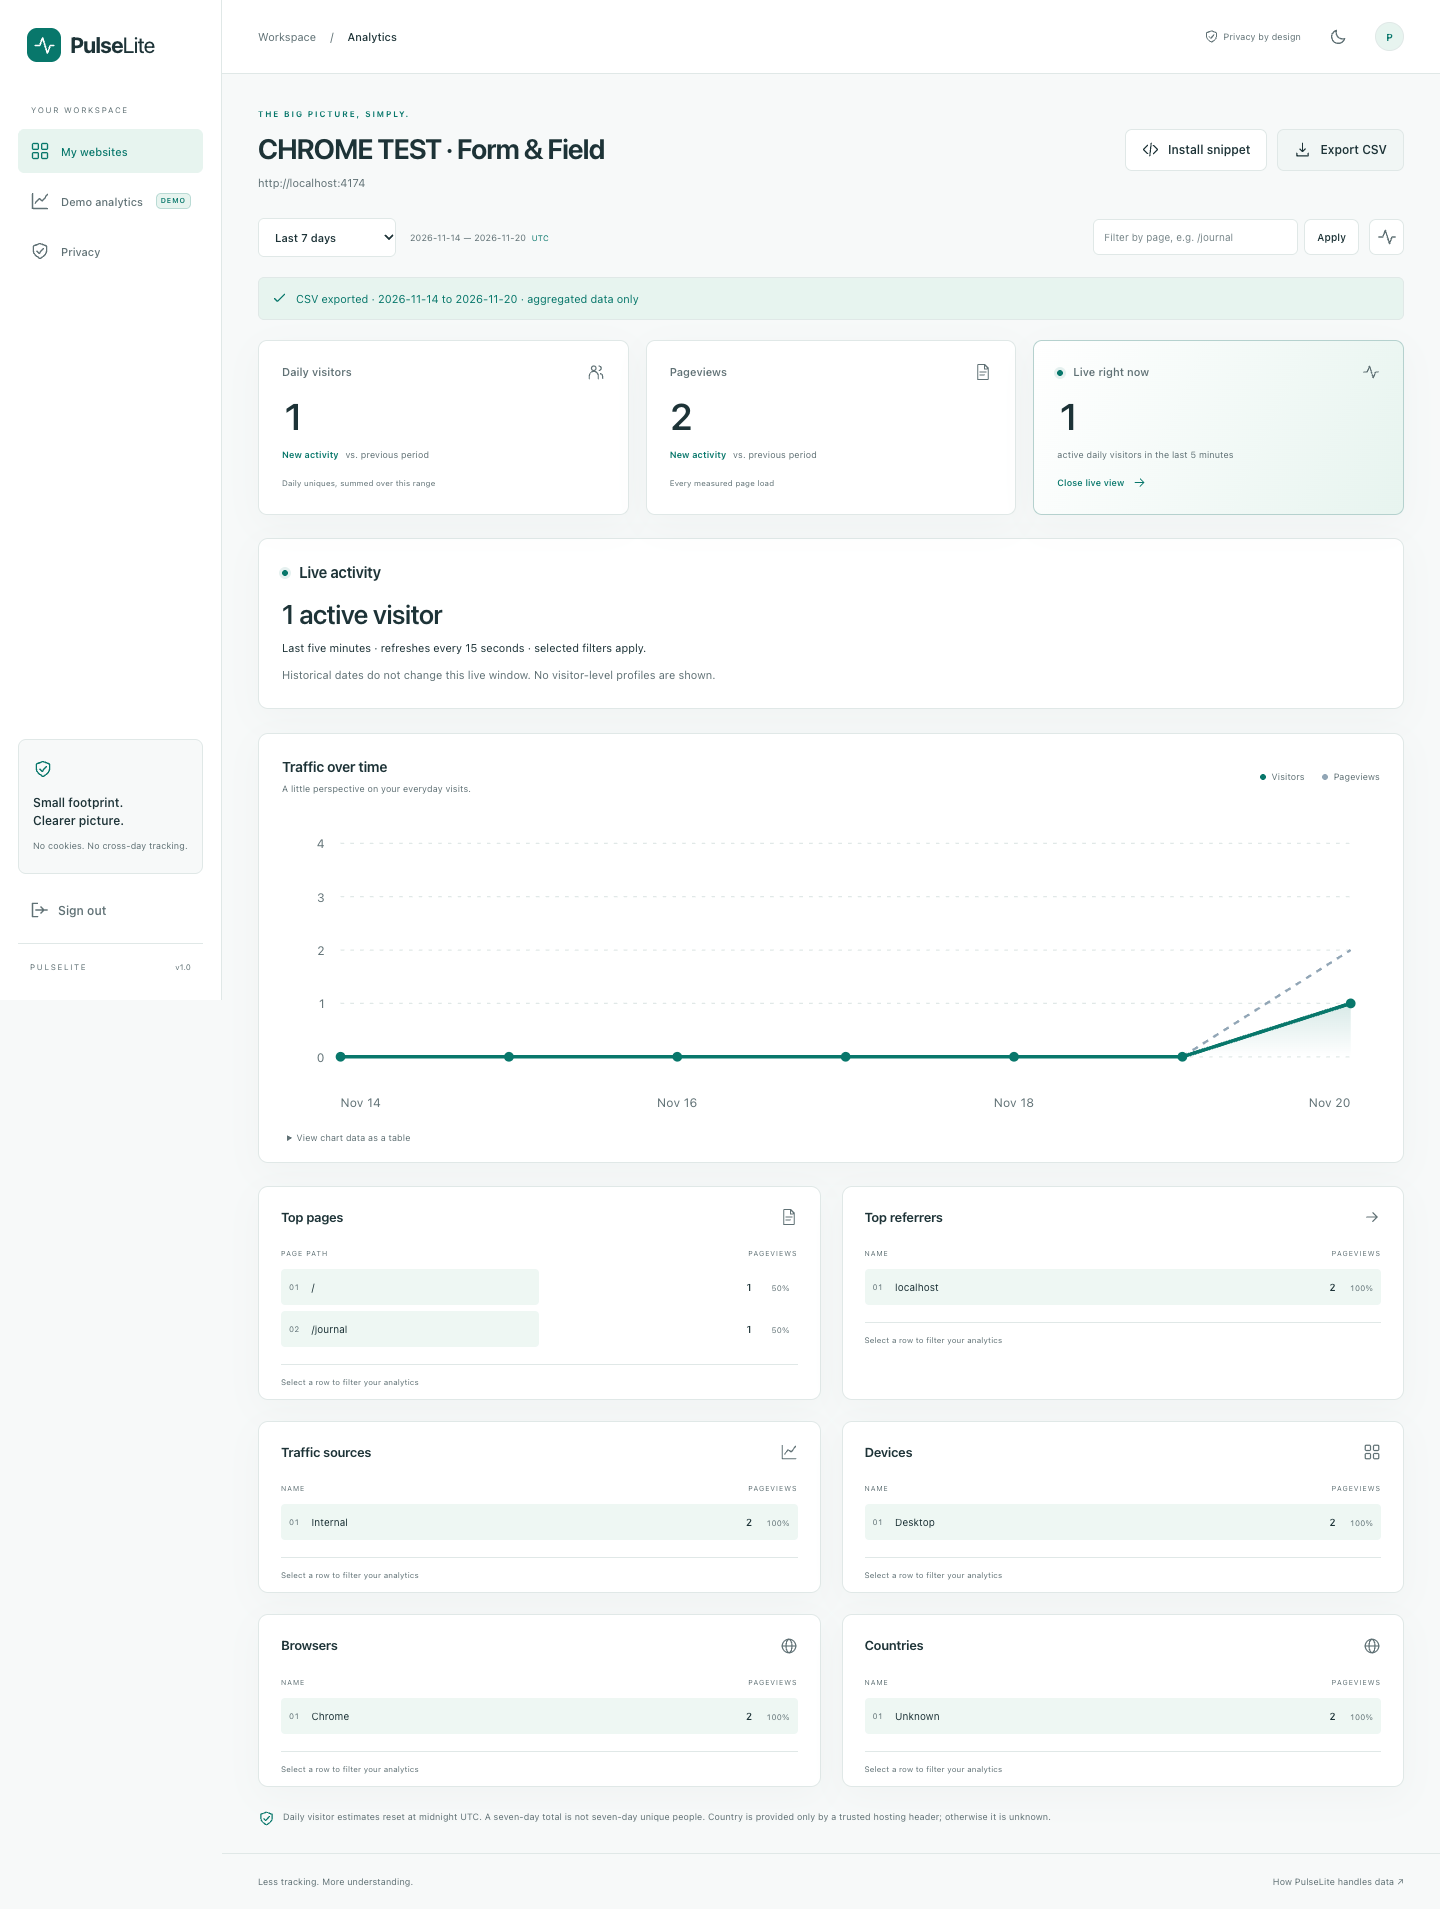 PulseLite
YOUR WORKSPACE
My websites
Demo analytics DEMO
Privacy
Small footprint.
Clearer picture.
No cookies. No cross-day tracking.
Sign out
PULSELITE v1.0
Workspace / Analytics
Privacy by design
P
THE BIG PICTURE, SIMPLY.
CHROME TEST · Form & Field
http://localhost:4174
Install snippet
Export CSV
Last 7 days
2026-11-14 — 2026-11-20 UTC
Filter by page, e.g. /journal
Apply
CSV exported · 2026-11-14 to 2026-11-20 · aggregated data only
Daily visitors
1
New activity vs. previous period
Daily uniques, summed over this range
Pageviews
2
New activity vs. previous period
Every measured page load
Live right now
1
active daily visitors in the last 5 minutes
Close live view →
Live activity
1 active visitor
Last five minutes · refreshes every 15 seconds · selected filters apply.
Historical dates do not change this live window. No visitor-level profiles are shown.
Traffic over time
A little perspective on your everyday visits.
Visitors Pageviews
4
3
2
1
0
Nov 14 Nov 16 Nov 18 Nov 20
View chart data as a table
Top pages
PAGE PATH PAGEVIEWS
01 / 1 50%
02 /journal 1 50%
Select a row to filter your analytics
Top referrers
NAME PAGEVIEWS
01 localhost 2 100%
Select a row to filter your analytics
Traffic sources
NAME PAGEVIEWS
01 Internal 2 100%
Select a row to filter your analytics
Devices
NAME PAGEVIEWS
01 Desktop 2 100%
Select a row to filter your analytics
Browsers
NAME PAGEVIEWS
01 Chrome 2 100%
Select a row to filter your analytics
Countries
NAME PAGEVIEWS
01 Unknown 2 100%
Select a row to filter your analytics
Daily visitor estimates reset at midnight UTC. A seven-day total is not seven-day unique people. Country is provided only by a trusted hosting header; otherwise it is unknown.
Less tracking. More understanding.
How PulseLite handles data ↗